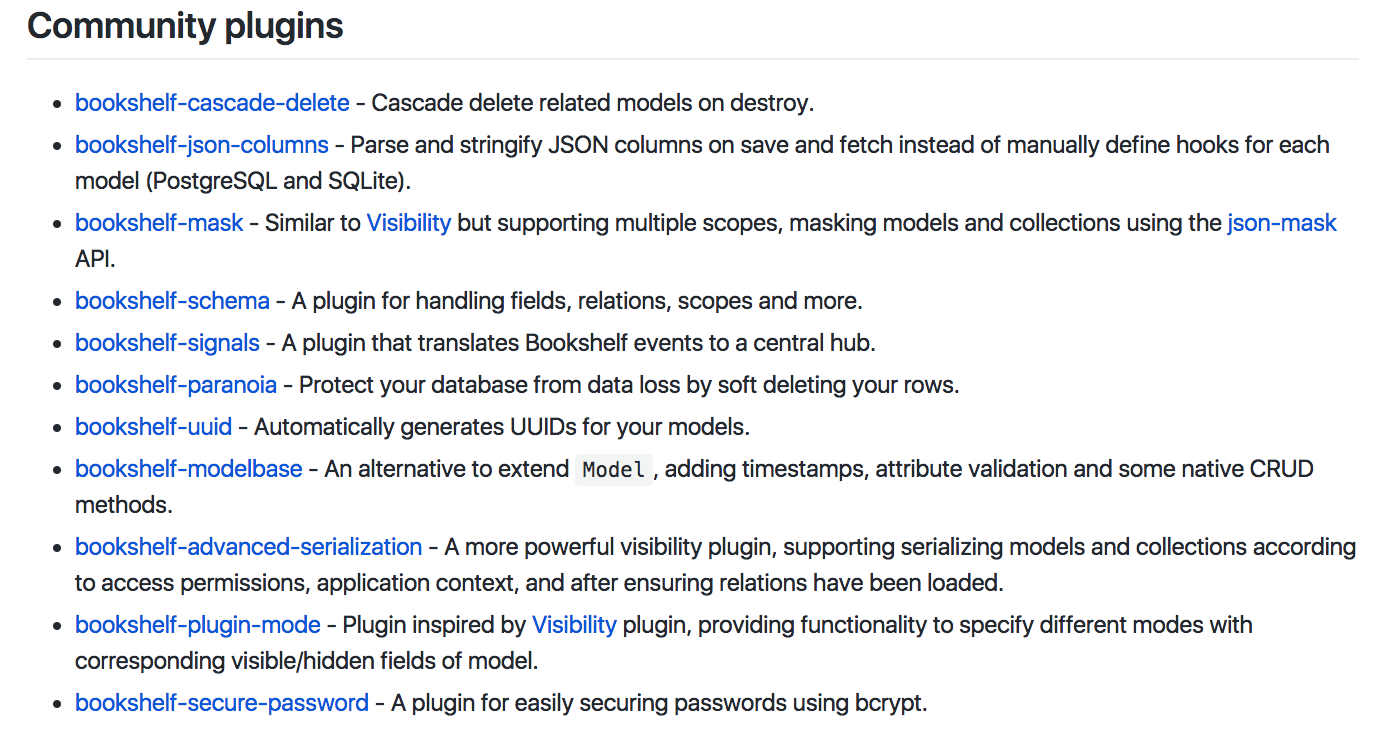 Community plugins
bookshelf-cascade-delete - Cascade delete related models on destroy.
bookshelf-json-columns - Parse and stringify JSON columns on save and fetch instead of manually define hooks for each
model (PostgreSQL and SQLite).
bookshelf-mask - Similar to Visibility but supporting multiple scopes, masking models and collections using the json-mask
API.
bookshelf-schema - A plugin for handling fields, relations, scopes and more.
bookshelf-signals - A plugin that translates Bookshelf events to a central hub.
bookshelf-paranoia - Protect your database from data loss by soft deleting your rows.
bookshelf-uuid - Automatically generates UUIDs for your models.
bookshelf-modelbase - An alternative to extend Model, adding timestamps, attribute validation and some native CRUD
methods.
bookshelf-advanced-serialization - A more powerful visibility plugin, supporting serializing models and collections according
to access permissions, application context, and after ensuring relations have been loaded.
bookshelf-plugin-mode - Plugin inspired by Visibility plugin, providing functionality to specify different modes with
corresponding visible/hidden fields of model.
bookshelf-secure-password - A plugin for easily securing passwords using bcrypt.